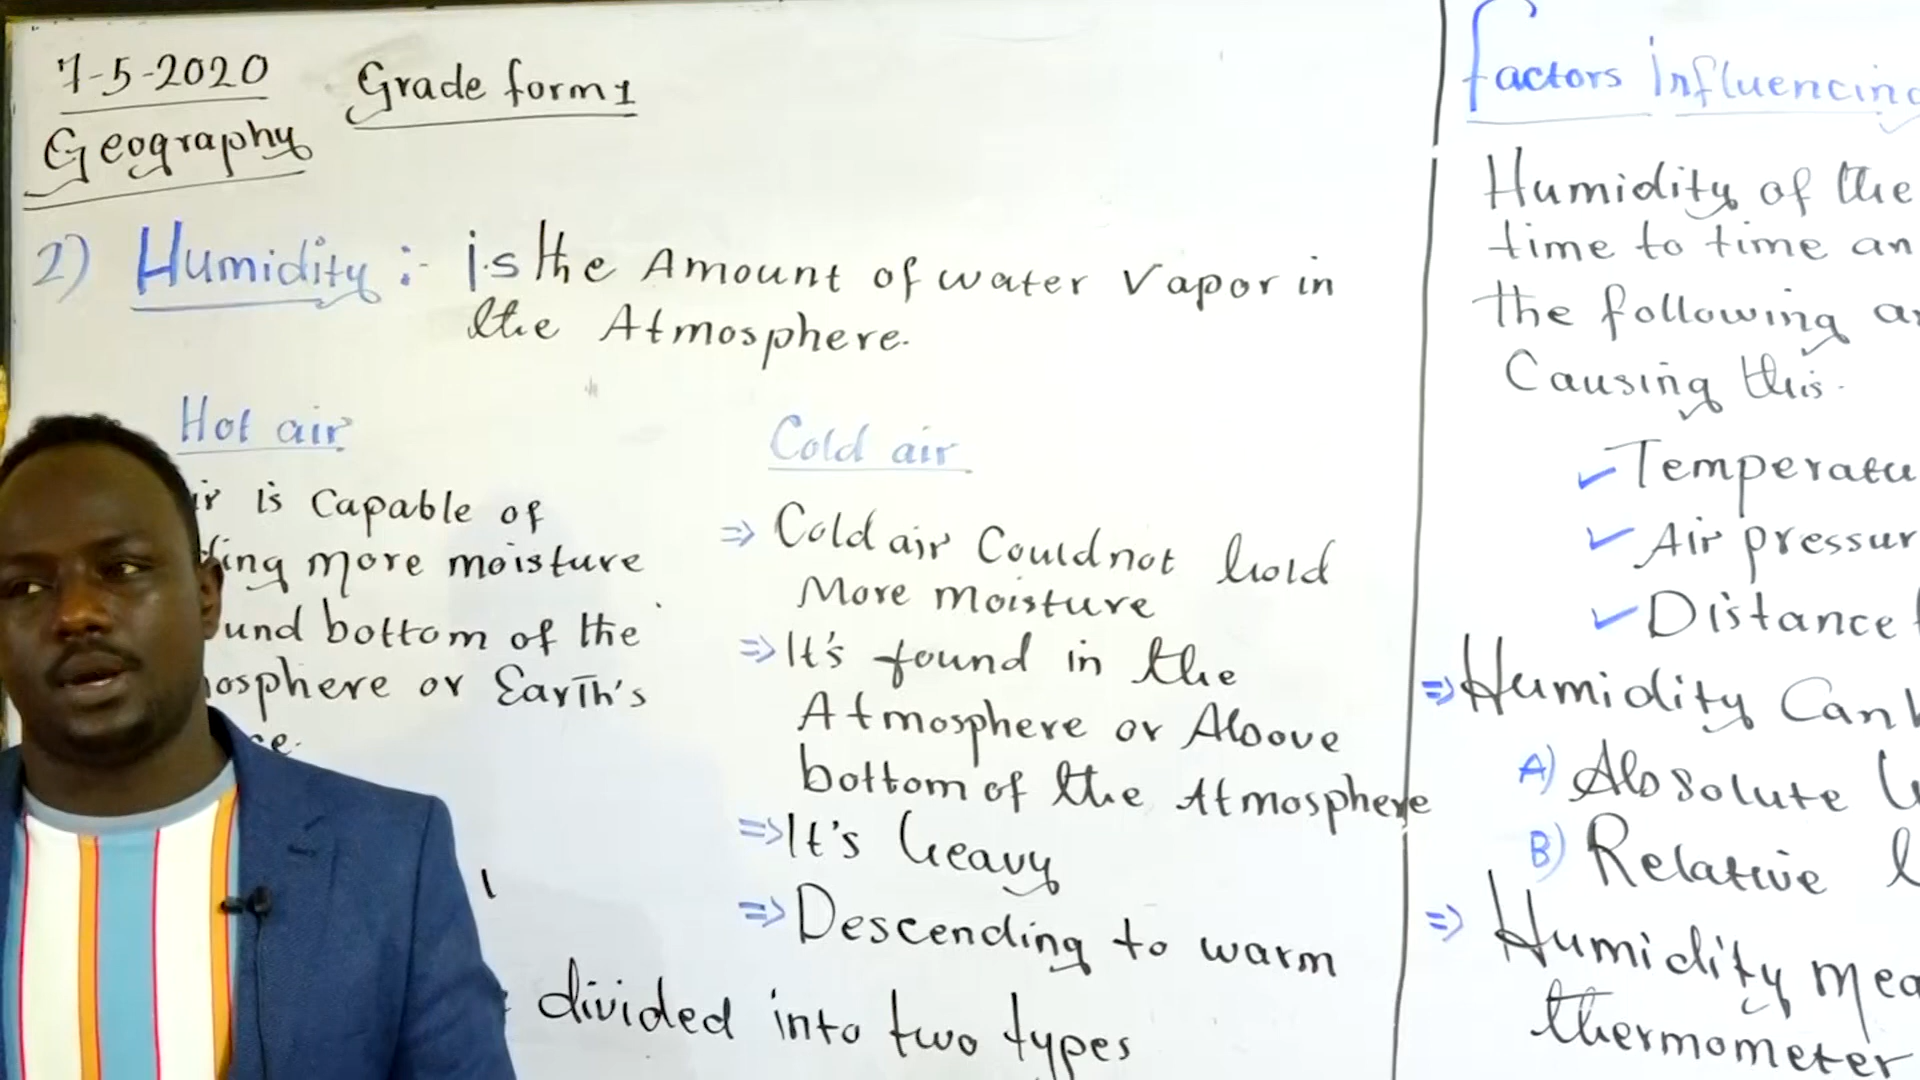 7-5-2020
Grade form 1
Geography
2) Humidity :- is the Amount of water Vapor in
the Atmosphere.
Hot air
is Capable of
more moisture
bottom of the
or Earth's
Cold air
⇒ Cold air Could not hold
More moisture
⇒ It's found in the
Atmosphere or Above
bottom of the Atmosphere
⇒ It's heavy
⇒ Descending to warm
divided into two types
factors Influencing
Humidity of the
time to time an
the following
Causing this.
✓ Temperatu
✓ Air pressur
✓ Distance
⇒ Humidity Can
A) Absolute
B) Relative
⇒ Humidity mea
thermometer